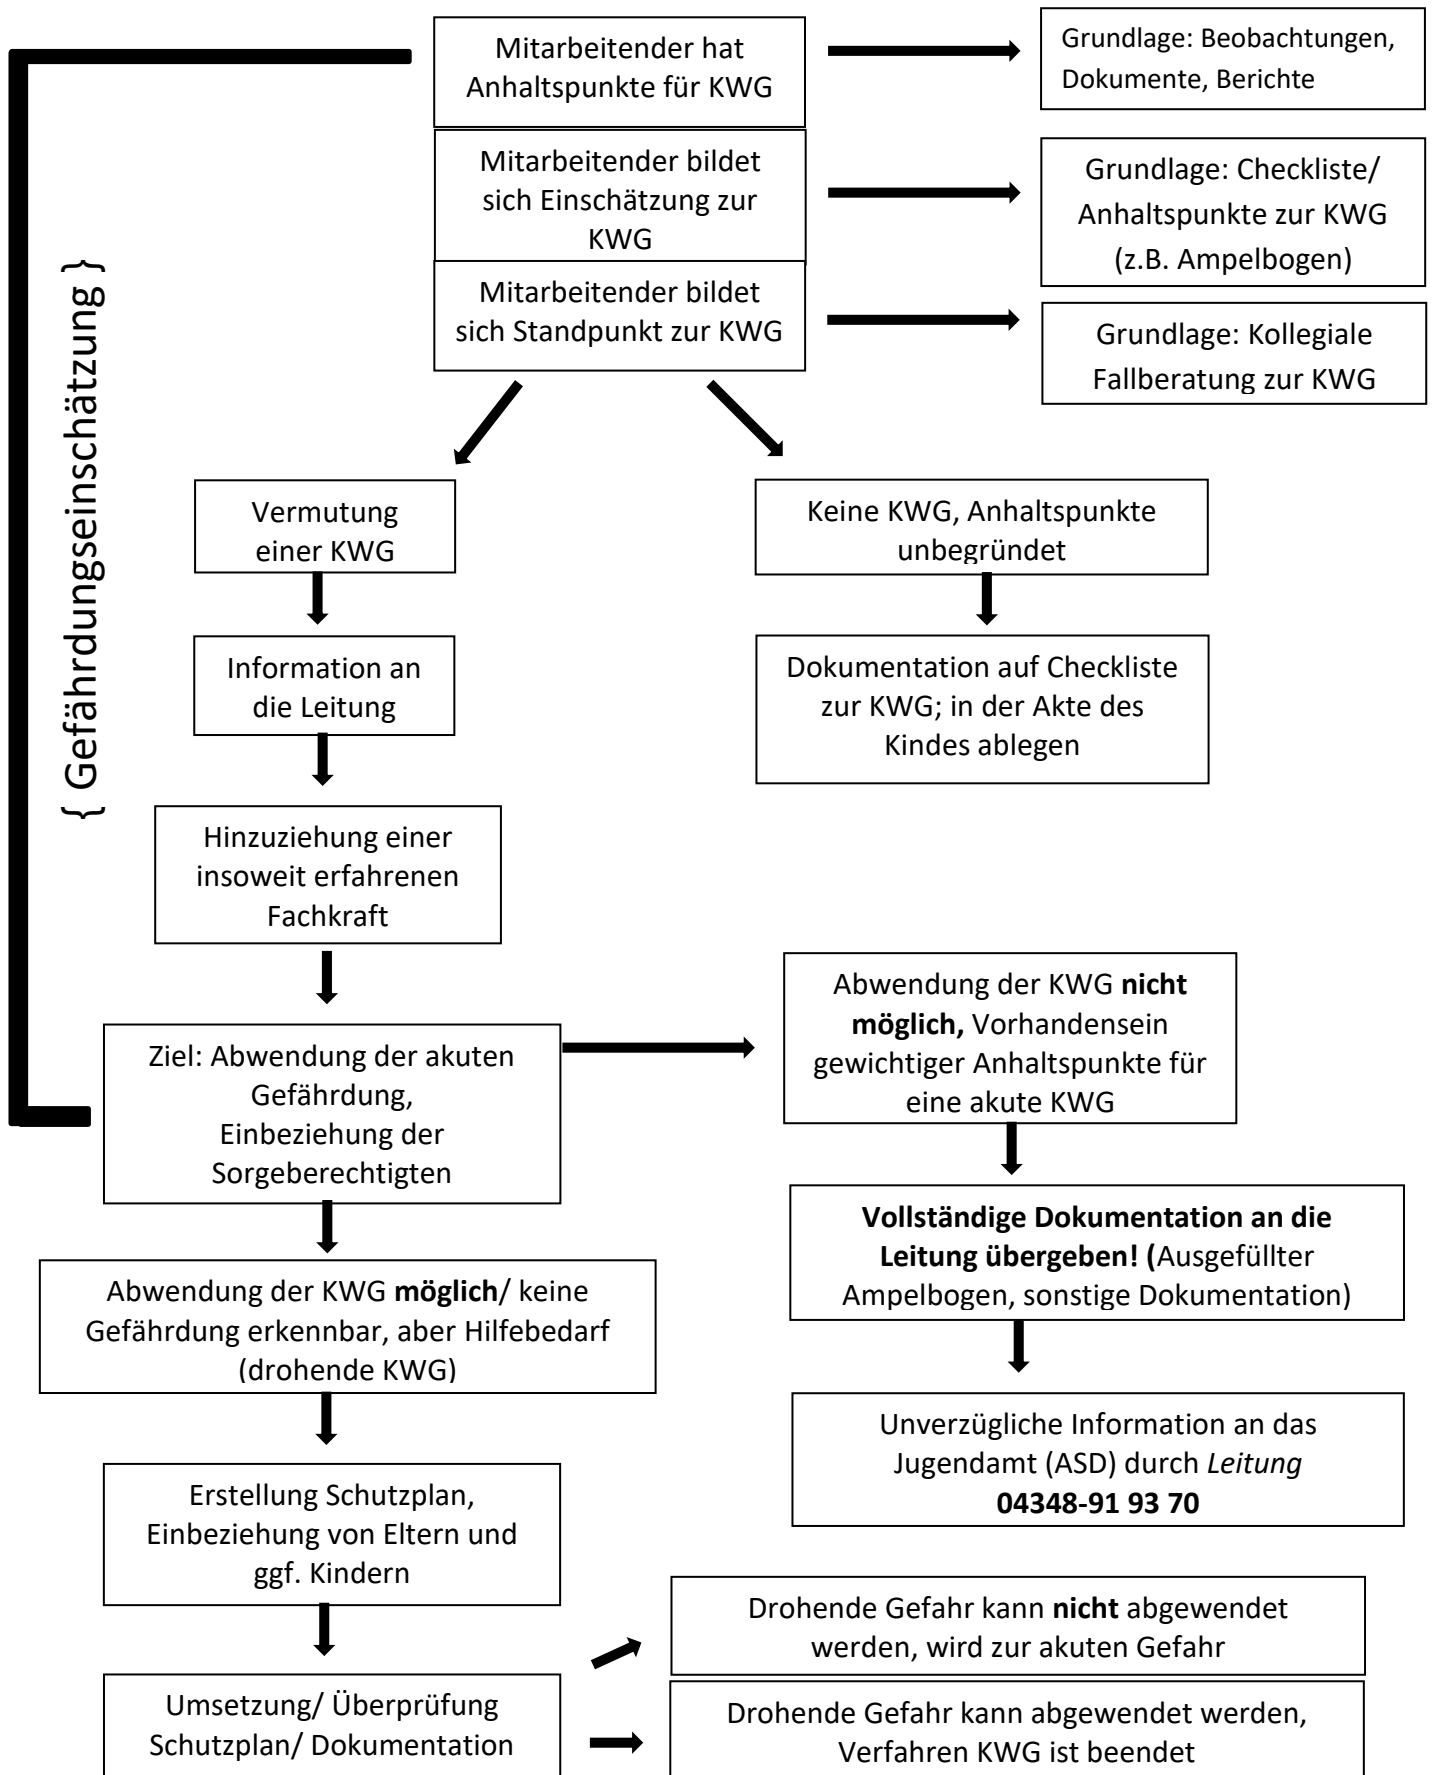 Mitarbeitender hat
Anhaltspunkte für KWG
Grundlage: Beobachtungen,
Dokumente, Berichte
Mitarbeitender bildet
sich Einschätzung zur
KWG
Grundlage: Checkliste/
Anhaltspunkte zur KWG
(z.B. Ampelbogen)
Mitarbeitender bildet
sich Standpunkt zur KWG
Grundlage: Kollegiale
Fallberatung zur KWG
{ Gefährdungseinschätzung }
Vermutung
einer KWG
Keine KWG, Anhaltspunkte
unbegründet
Information an
die Leitung
Dokumentation auf Checkliste
zur KWG; in der Akte des
Kindes ablegen
Hinzuziehung einer
insoweit erfahrenen
Fachkraft
Ziel: Abwendung der akuten
Gefährdung,
Einbeziehung der
Sorgeberechtigten
Abwendung der KWG nicht
möglich, Vorhandensein
gewichtiger Anhaltspunkte für
eine akute KWG
Vollständige Dokumentation an die
Leitung übergeben! (Ausgefüllter
Ampelbogen, sonstige Dokumentation)
Abwendung der KWG möglich/ keine
Gefährdung erkennbar, aber Hilfebedarf
(drohende KWG)
Unverzügliche Information an das
Jugendamt (ASD) durch Leitung
04348-91 93 70
Erstellung Schutzplan,
Einbeziehung von Eltern und
ggf. Kindern
Drohende Gefahr kann nicht abgewendet
werden, wird zur akuten Gefahr
Umsetzung/ Überprüfung
Schutzplan/ Dokumentation
Drohende Gefahr kann abgewendet werden,
Verfahren KWG ist beendet